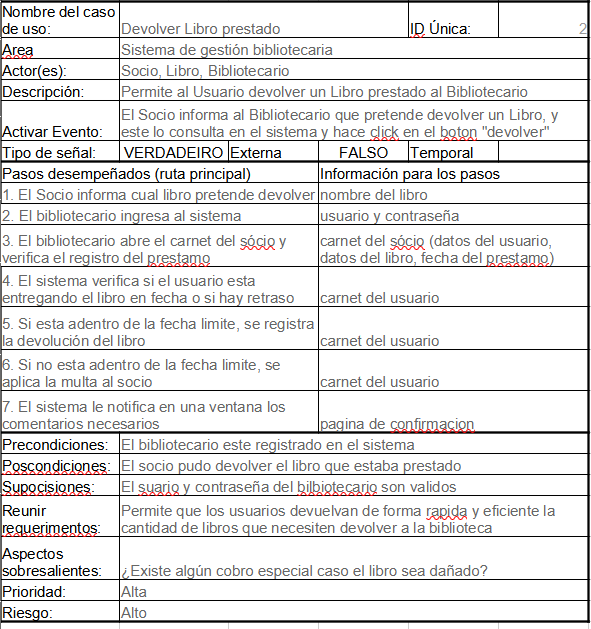 Nombre del caso
de uso: Devolver Libro prestado ID Única: 2
Area Sistema de gestión bibliotecaria
Actor(es): Socio, Libro, Bibliotecario
Descripción: Permite al Usuario devolver un Libro prestado al Bibliotecario
El Socio informa al Bibliotecario que pretende devolver un Libro, y
Activar Evento: este lo consulta en el sistema y hace click en el boton "devolver"
Tipo de señal: VERDADEIRO Externa FALSO Temporal
Pasos desempeñados (ruta principal) Información para los pasos
1. El Socio informa cual libro pretende devolver nombre del libro
2. El bibliotecario ingresa al sistema usuario y contraseña
3. El bibliotecario abre el carnet del sócio y carnet del sócio (datos del usuario,
verifica el registro del prestamo datos del libro, fecha del prestamo)
4. El sistema verifica si el usuario esta
entregando el libro en fecha o si hay retraso carnet del usuario
5. Si esta adentro de la fecha limite, se registra
la devolución del libro carnet del usuario
6. Si no esta adentro de la fecha limite, se
aplica la multa al socio carnet del usuario
7. El sistema le notifica en una ventana los
comentarios necesarios pagina de confirmacion
Precondiciones: El bibliotecario este registrado en el sistema
Poscondiciones: El socio pudo devolver el libro que estaba prestado
Supocisiones: El suario y contraseña del bilbiotecario son validos
Reunir Permite que los usuarios devuelvan de forma rapida y eficiente la
requerimentos: cantidad de libros que necesiten devolver a la biblioteca
Aspectos
sobresalientes: ¿Existe algún cobro especial caso el libro sea dañado?
Prioridad: Alta
Riesgo: Alto